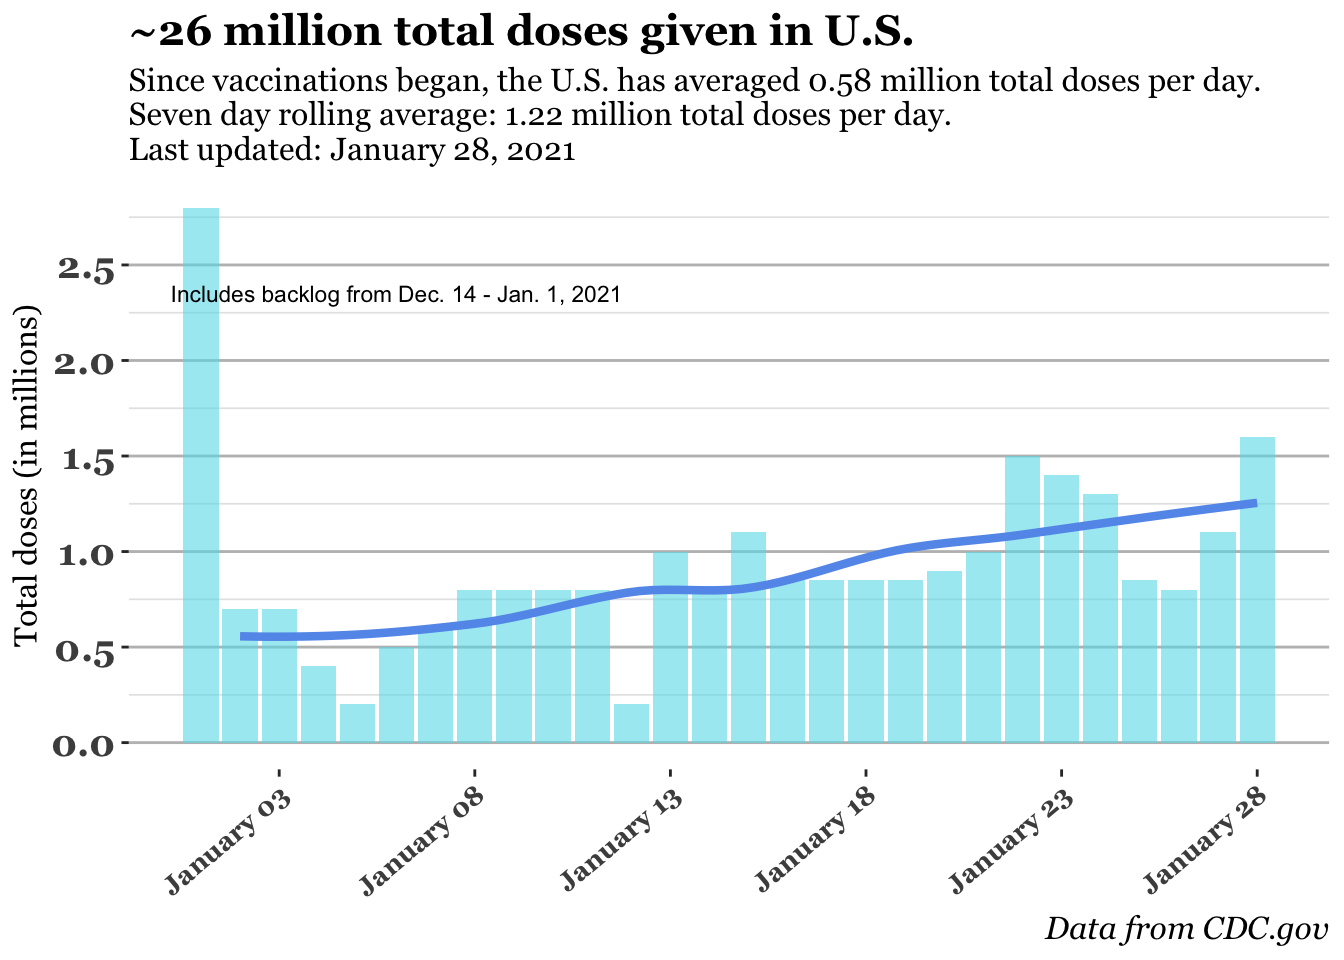 ~26 million total doses given in U.S.
Since vaccinations began, the U.S. has averaged 0.58 million total doses per day.
Seven day rolling average: 1.22 million total doses per day.
Last updated: January 28, 2021
Total doses (in millions)
2.5
Includes backlog from Dec. 14 - Jan. 1, 2021
2.0
1.5
1.0
0.5
0.0
January 03
January 08
January 13
January 18
January 23
January 28
Data from CDC.gov